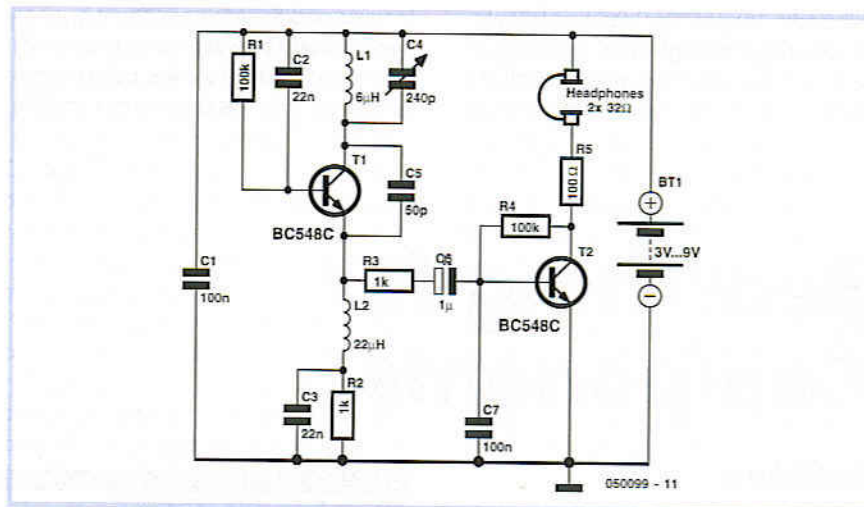 R1
100k
C2
22n
L1
6µH
C4
240p
Headphones
2x 32Ω
R5
100Ω
BT1
3V...9V
T1
BC548C
C5
50p
R4
100k
T2
BC548C
C1
100n
R3
1k
1µ
L2
22µH
C3
22n
R2
1k
C7
100n
050099 - 11